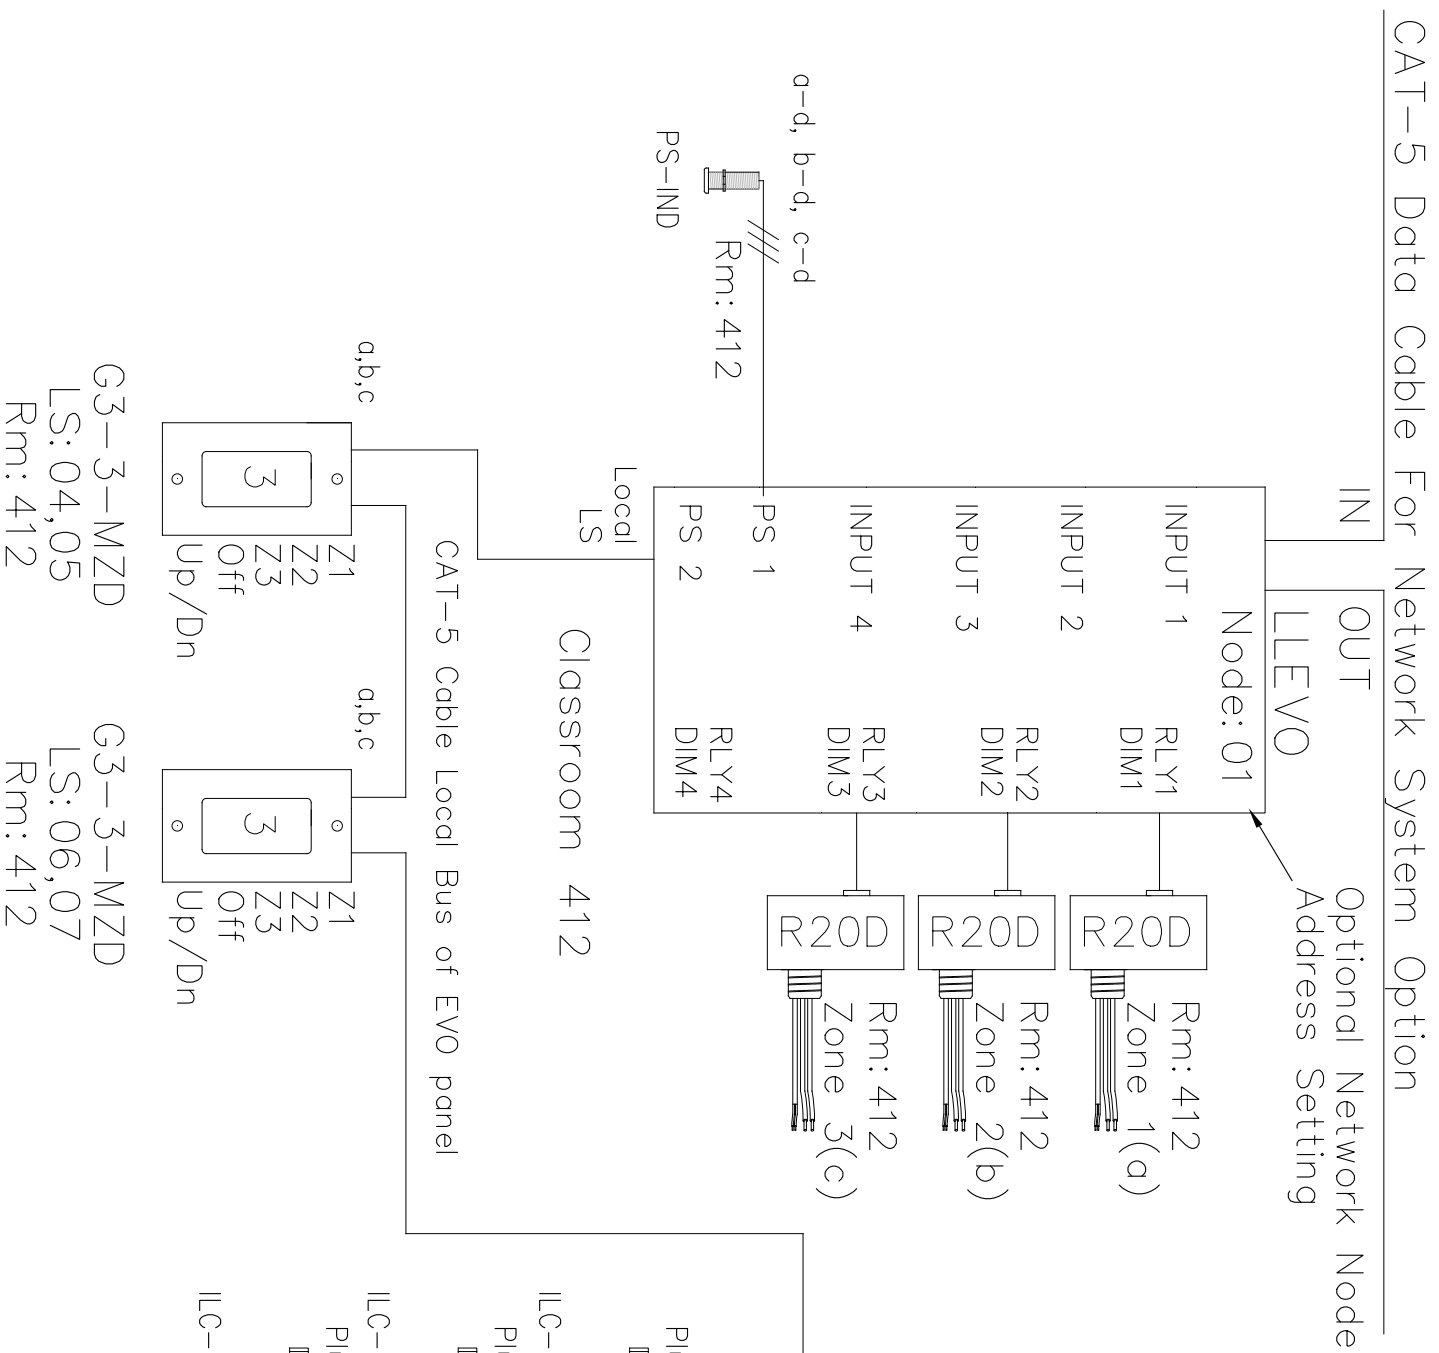 CAT-5 Data Cable For Network System Option
IN
OUT
LLEVO
Node: 01
Optional Network Node
Address Setting
INPUT 1
INPUT 2
INPUT 3
INPUT 4
PS 1
PS 2
RLY1
DIM1
RLY2
DIM2
RLY3
DIM3
RLY4
DIM4
R20D
Rm: 412
Zone 1(a)
R20D
Rm: 412
Zone 2(b)
R20D
Rm: 412
Zone 3(c)
a-d, b-d, c-d
Rm: 412
PS-IND
Local
LS
Classroom 412
CAT-5 Cable Local Bus of EVO panel
a,b,c
3
Z1
Z2
Z3
Off
Up/Dn
G3-3-MZD
LS: 04,05
Rm: 412
a,b,c
3
Z1
Z2
Z3
Off
Up/Dn
G3-3-MZD
LS: 06,07
Rm: 412
ILC-
ILC-
ILC-